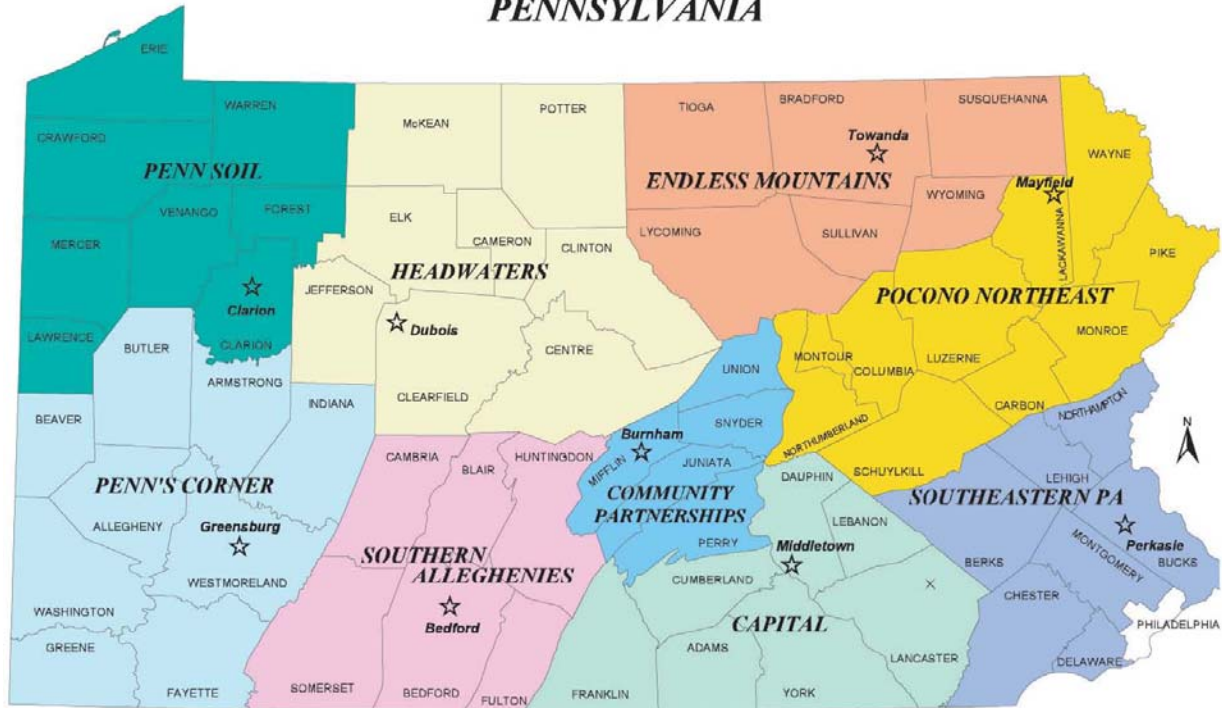 PENNSYLVANIA
ERIE
WARREN
CRAWFORD
PENN SOIL
VENANGO
FOREST
MERCER
Clarion
CLARION
LAWRENCE
McKEAN
POTTER
ELK
CAMERON
CLINTON
HEADWATERS
JEFFERSON
Dubois
CENTRE
CLEARFIELD
TIOGA
BRADFORD
SUSQUEHANNA
Towanda
ENDLESS MOUNTAINS
WYOMING
LYCOMING
SULLIVAN
WAYNE
Mayfield
LACKAWANNA
PIKE
POCONO NORTHEAST
MONROE
MONTOUR
COLUMBIA
LUZERNE
CARBON
NORTHUMBERLAND
SCHUYLKILL
BUTLER
ARMSTRONG
BEAVER
INDIANA
PENN'S CORNER
ALLEGHENY
Greensburg
WESTMORELAND
WASHINGTON
GREENE
FAYETTE
CAMBRIA
BLAIR
HUNTINGDON
SOUTHERN
ALLEGHENIES
Bedford
SOMERSET
BEDFORD
FULTON
UNION
SNYDER
Burnham
MIFFLIN
JUNIATA
COMMUNITY
PARTNERSHIPS
PERRY
DAUPHIN
LEBANON
Middletown
CUMBERLAND
CAPITAL
ADAMS
LANCASTER
FRANKLIN
YORK
NORTHAMPTON
LEHIGH
SOUTHEASTERN PA
Perkasie
BUCKS
MONTGOMERY
BERKS
CHESTER
PHILADELPHIA
DELAWARE
N